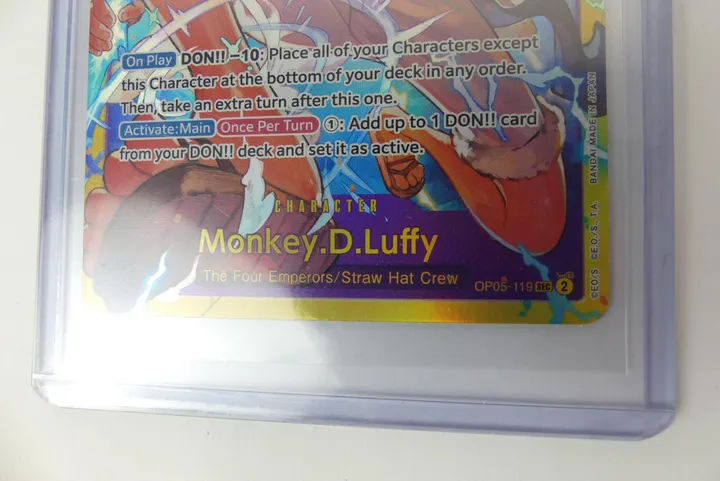 On Play DON!! −10: Place all of your Characters except
this Character at the bottom of your deck in any order.
Then, take an extra turn after this one.
Activate:Main Once Per Turn ①: Add up to 1 DON!! card
from your DON!! deck and set it as active.
CHARACTER
Monkey.D.Luffy
The Four Emperors/Straw Hat Crew
OP05-119 SEC 2
©E.O/S ©E.O./S. T.A. BANDAI MADE IN JAPAN